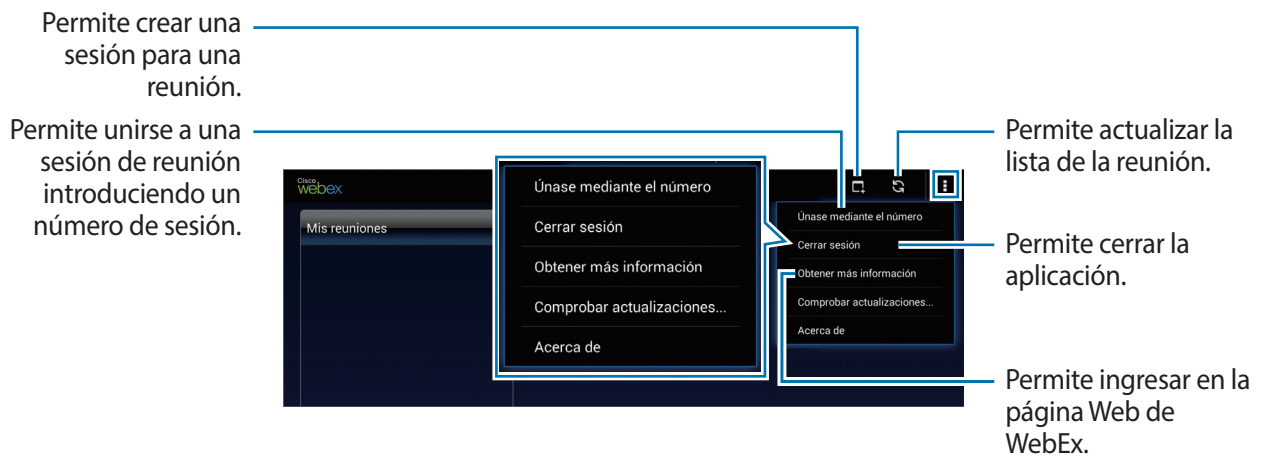 Permite crear una
sesión para una
reunión.
Permite unirse a una
sesión de reunión
introduciendo un
número de sesión.
Cisco
webex
Mis reuniones
Únase mediante el número
Cerrar sesión
Obtener más información
Comprobar actualizaciones...
Acerca de
Únase mediante el número
Cerrar sesión
Obtener más información
Comprobar actualizaciones...
Acerca de
Permite actualizar la
lista de la reunión.
Permite cerrar la
aplicación.
Permite ingresar en la
página Web de
WebEx.